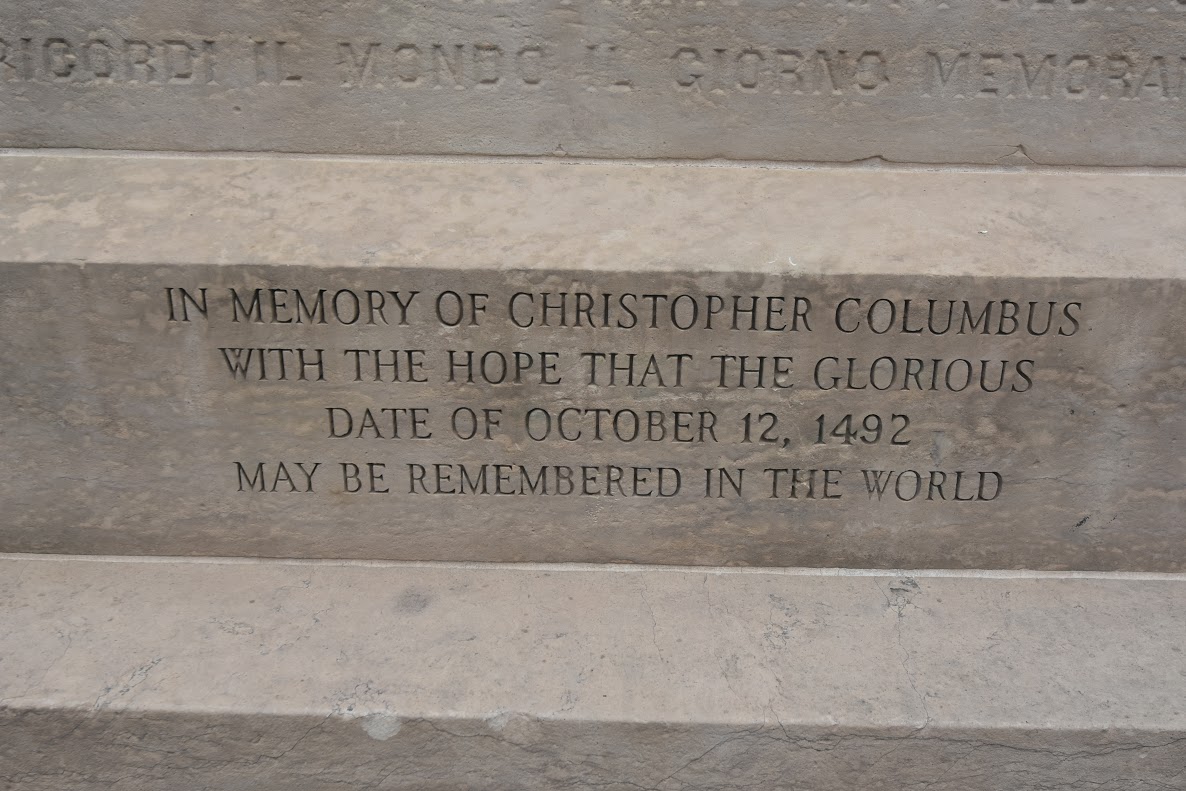 RICORDI IL MONDO IL GIORNO
IN MEMORY OF CHRISTOPHER COLUMBUS
WITH THE HOPE THAT THE GLORIOUS
DATE OF OCTOBER 12, 1492
MAY BE REMEMBERED IN THE WORLD